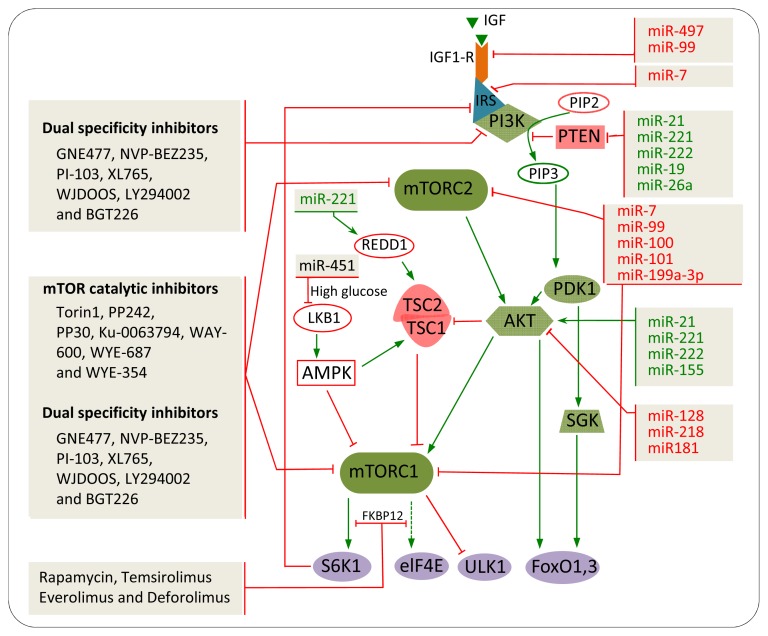 IGF
IGF1-R
miR-497
miR-99
miR-7
IRS
PI3K
PIP2
PTEN
miR-21
miR-221
miR-222
miR-19
miR-26a
PIP3
Dual specificity inhibitors
GNE477, NVP-BEZ235,
PI-103, XL765,
WJDOOS, LY294002
and BGT226
mTORC2
miR-221
REDD1
miR-7
miR-99
miR-100
miR-101
miR-199a-3p
miR-451
High glucose
LKB1
TSC2
TSC1
AKT
PDK1
mTOR catalytic inhibitors
Torin1, PP242,
PP30, Ku-0063794, WAY-
600, WYE-687
and WYE-354
AMPK
miR-21
miR-221
miR-222
miR-155
Dual specificity inhibitors
GNE477, NVP-BEZ235,
PI-103, XL765,
WJDOOS, LY294002
and BGT226
SGK
miR-128
miR-218
miR181
mTORC1
FKBP12
S6K1
elF4E
ULK1
FoxO1,3
Rapamycin, Temsirolimus
Everolimus and Deforolimus